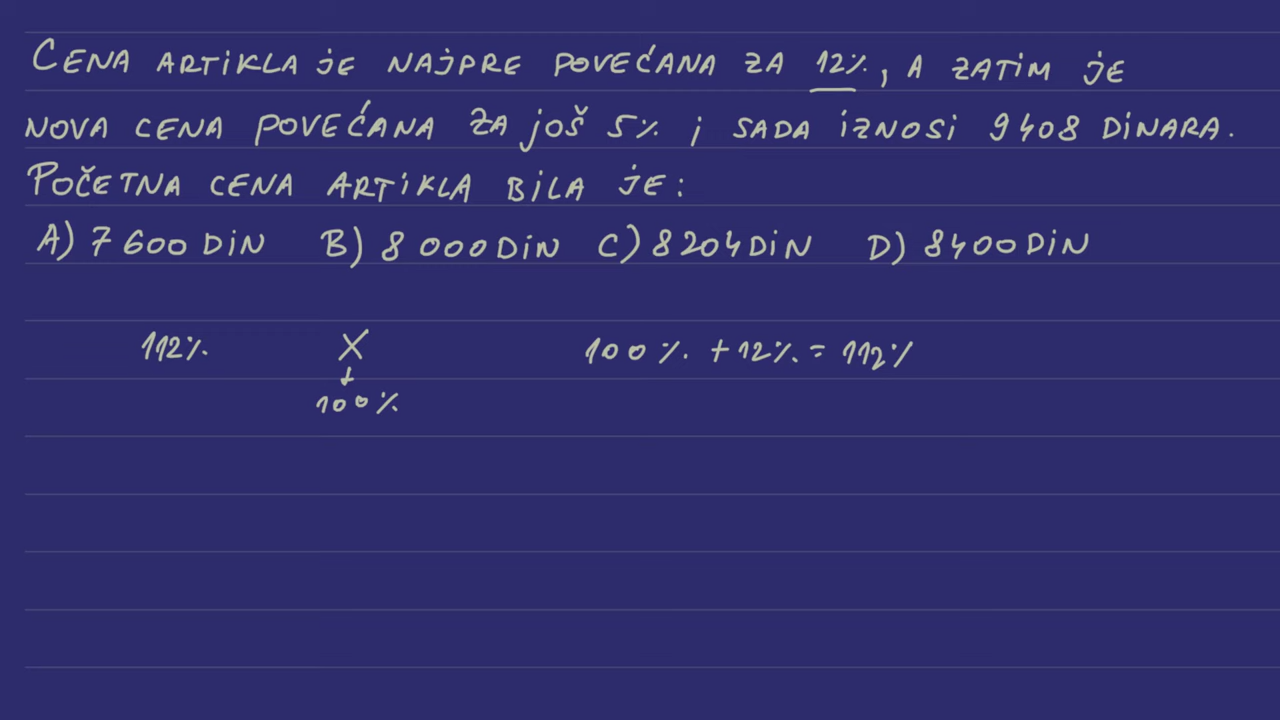 CENA ARTIKLA JE NAJPRE POVEĆANA ZA 12%, A ZATIM JE
NOVA CENA POVEĆANA ZA JOŠ 5% I SADA IZNOSI 9408 DINARA.
POČETNA CENA ARTIKLA BILA JE:
A) 7600 DIN B) 8000 DIN C) 8204 DIN D) 8400 DIN
112% X 100% + 12% = 112%
↓
100%